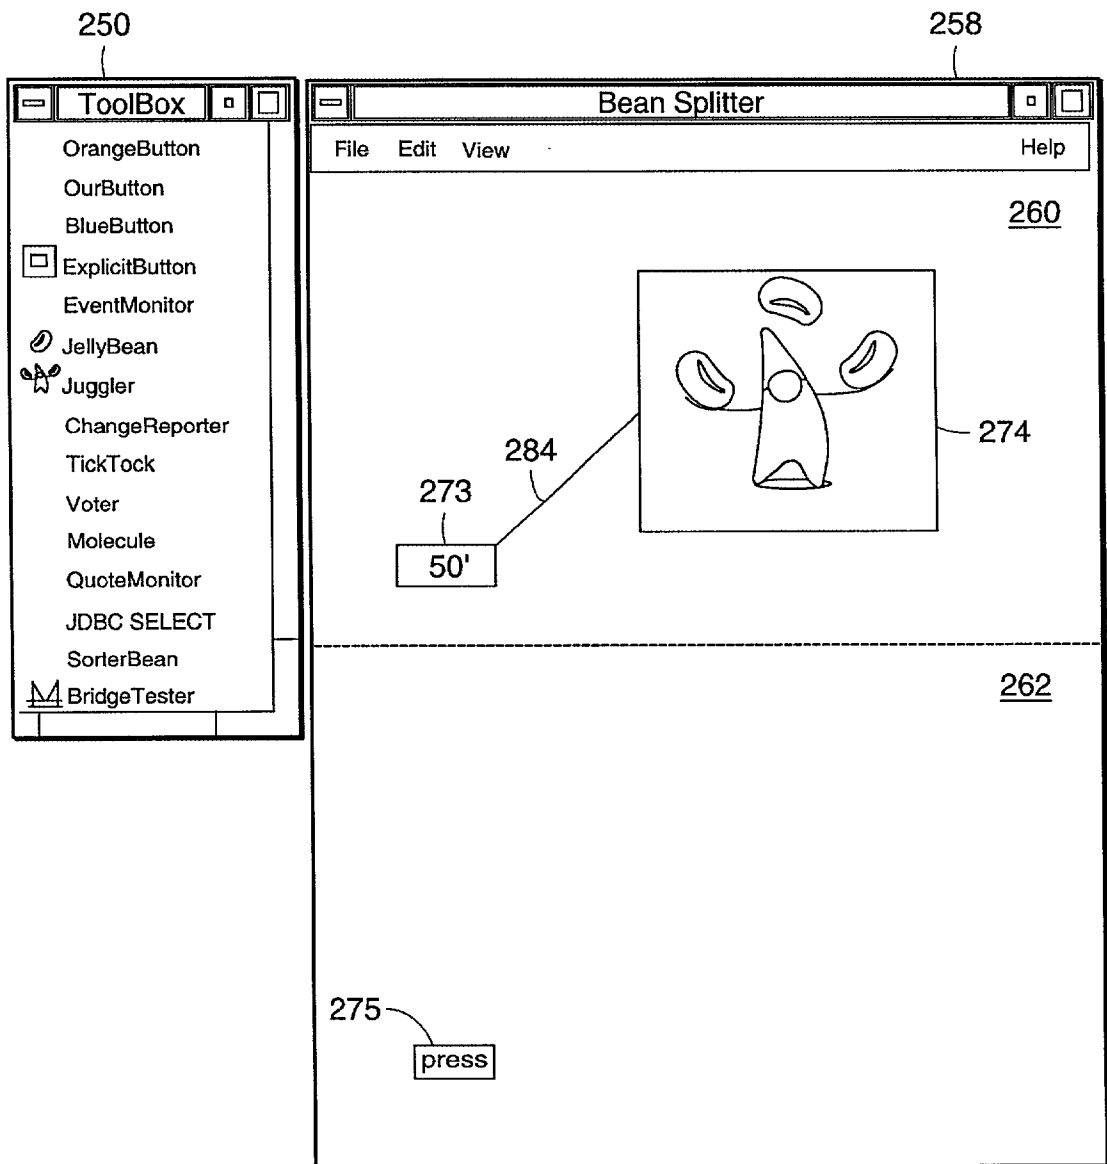 250
258
ToolBox
Bean Splitter
OrangeButton
OurButton
BlueButton
ExplicitButton
EventMonitor
JellyBean
Juggler
ChangeReporter
TickTock
Voter
Molecule
QuoteMonitor
JDBC SELECT
SorterBean
BridgeTester
File Edit View Help
260
274
284
273
50'
262
275
press